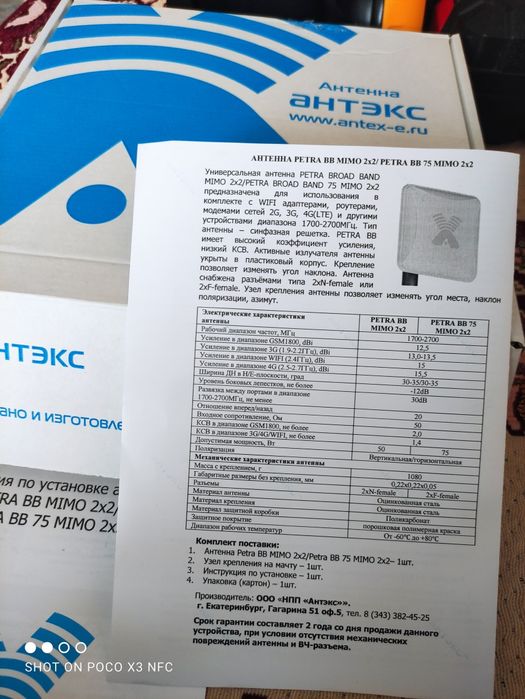 Антенна
АНТЭКС
www.antex-e.ru
АНТЕННА PETRA BB MIMO 2x2/ PETRA BB 75 MIMO 2x2
Универсальная антенна PETRA BROAD BAND
MIMO 2x2/PETRA BROAD BAND 75 MIMO 2x2
предназначена для использования в
комплекте с WIFI адаптерами, роутерами,
модемами сетей 2G, 3G, 4G(LTE) и другими
устройствами диапазона 1700-2700МГц. Тип
антенны – синфазная решетка. PETRA BB
имеет высокий коэффициент усиления,
низкий КСВ. Активные излучатели антенны
укрыты в пластиковый корпус. Крепление
позволяет изменять угол наклона. Антенна
снабжена разъёмами типа 2xN-female или
2xF-female. Узел крепления антенны позволяет изменять угол места, наклон
поляризации, азимут.
Электрические характеристики антенны PETRA BB MIMO 2x2 PETRA BB 75 MIMO 2x2
Рабочий диапазон частот, МГц 1700-2700
Усиление в диапазоне GSM1800, dBi 12,5
Усиление в диапазоне 3G (1.9-2.2ГГц), dBi 13,0-13,5
Усиление в диапазоне WIFI (2.4ГГц), dBi 15
Усиление в диапазоне 4G (2.5-2.7ГГц), dBi 15,5
Ширина ДН в H/E-плоскости, град 30-35/30-35
Уровень боковых лепестков, не более -12dB
Развязка между портами в диапазоне
1700-2700МГц, не менее 30dB
Отношение вперед/назад 20
Входное сопротивление, Ом 50
КСВ в диапазоне GSM1800, не более 2,0
КСВ в диапазоне 3G/4G/WIFI, не более 1,4
Допустимая мощность, Вт 50 75
Поляризация Вертикальная/горизонтальная
Механические характеристики антенны
Масса с креплением, г 1080
Габаритные размеры без крепления, мм 0,22x0,22x0,05
Разъемы 2xN-female 2xF-female
Материал антенны Оцинкованная сталь
Материал крепления Оцинкованная сталь
Материал защитной коробки Поликарбонат
Защитное покрытие порошковая полимерная краска
Диапазон рабочих температур От -60℃ до +80℃
Комплект поставки:
1. Антенна Petra BB MIMO 2x2/Petra BB 75 MIMO 2x2– 1шт.
2. Узел крепления на мачту – 1шт.
3. Инструкция по установке – 1шт.
4. Упаковка (картон) – 1шт.
Производитель: ООО «НПП «Антэкс»».
г. Екатеринбург, Гагарина 51 оф.5, тел. 8 (343) 382-45-25
Срок гарантии составляет 2 года со дня продажи данного
устройства, при условии отсутствия механических
повреждений антенны и ВЧ-разъема.
НТЭКС
АНО И ИЗГОТОВЛЕ
ия по установке а
TRA BB MIMO 2x2/
A BB 75 MIMO 2x
SHOT ON POCO X3 NFC